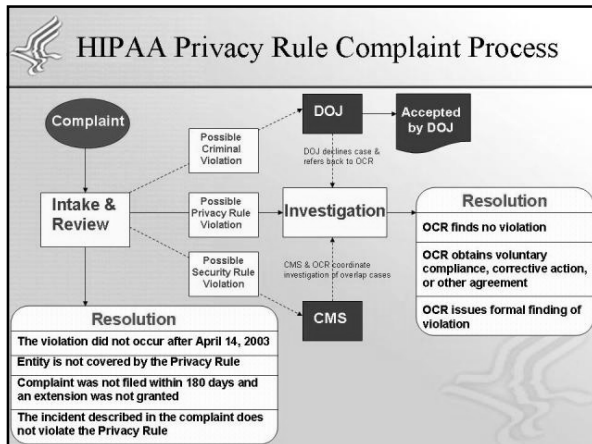 HIPAA Privacy Rule Complaint Process
Complaint
Possible
Criminal
Violation
DOJ
Accepted
by DOJ
DOJ declines case &
refers back to OCR
Intake &
Review
Possible
Privacy Rule
Violation
Investigation
Resolution
OCR finds no violation
OCR obtains voluntary
compliance, corrective action,
or other agreement
OCR issues formal finding of
violation
Possible
Security Rule
Violation
CMS & OCR coordinate
investigation of overlap cases
CMS
Resolution
The violation did not occur after April 14, 2003
Entity is not covered by the Privacy Rule
Complaint was not filed within 180 days and
an extension was not granted
The incident described in the complaint does
not violate the Privacy Rule